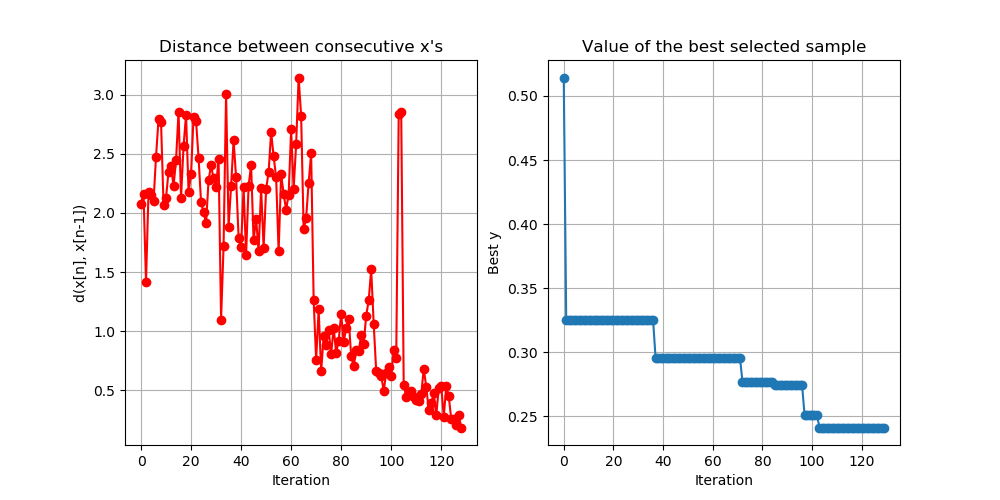 Distance between consecutive x's
d(x[n], x[n-1])
3.0
2.5
2.0
1.5
1.0
0.5
0 20 40 60 80 100 120
Iteration
Value of the best selected sample
Best y
0.50
0.45
0.40
0.35
0.30
0.25
0 20 40 60 80 100 120
Iteration